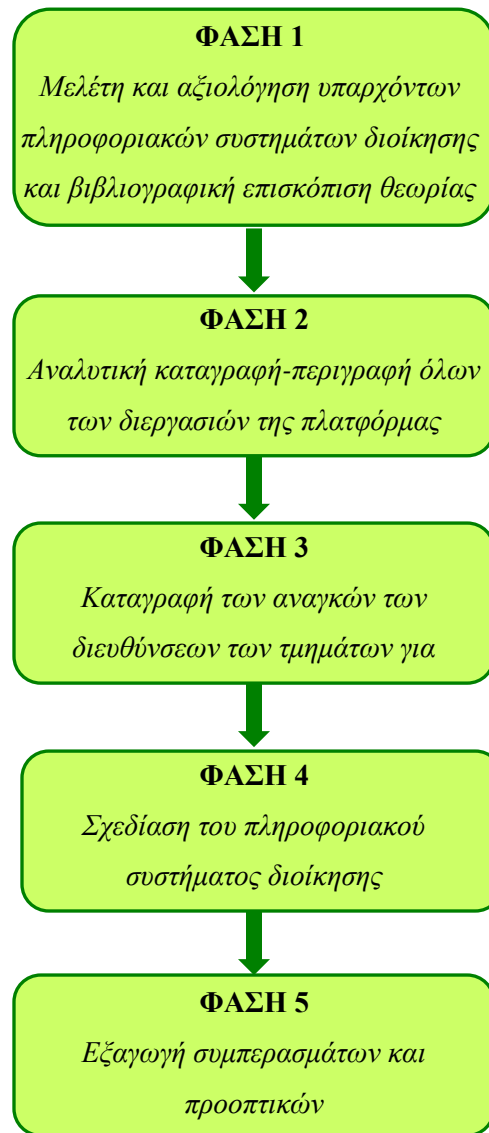 ΦΑΣΗ 1
Μελέτη και αξιολόγηση υπαρχόντων
πληροφοριακών συστημάτων διοίκησης
και βιβλιογραφική επισκόπιση θεωρίας
ΦΑΣΗ 2
Αναλυτική καταγραφή-περιγραφή όλων
των διεργασιών της πλατφόρμας
ΦΑΣΗ 3
Καταγραφή των αναγκών των
διευθύνσεων των τμημάτων για
ΦΑΣΗ 4
Σχεδίαση του πληροφοριακού
συστήματος διοίκησης
ΦΑΣΗ 5
Εξαγωγή συμπερασμάτων και
προοπτικών